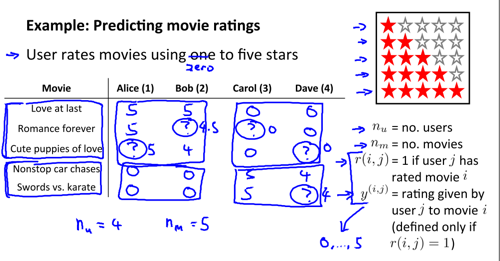 Example: Predicting movie ratings
→ User rates movies using one to five stars
zero
Movie Alice (1) Bob (2) Carol (3) Dave (4)
Love at last 5 5 0 0
Romance forever 5 ? 4.5 ? 0 0
Cute puppies of love ? 5 4 0 ? 0
Nonstop car chases 0 0 5 4
Swords vs. karate 0 0 5 ? 4
n_u = 4 n_m = 5
→ n_u = no. users
→ n_m = no. movies
r(i, j) = 1 if user j has
rated movie i
→ y^(i,j) = rating given by
user j to movie i
(defined only if
r(i, j) = 1)
0, ..., 5